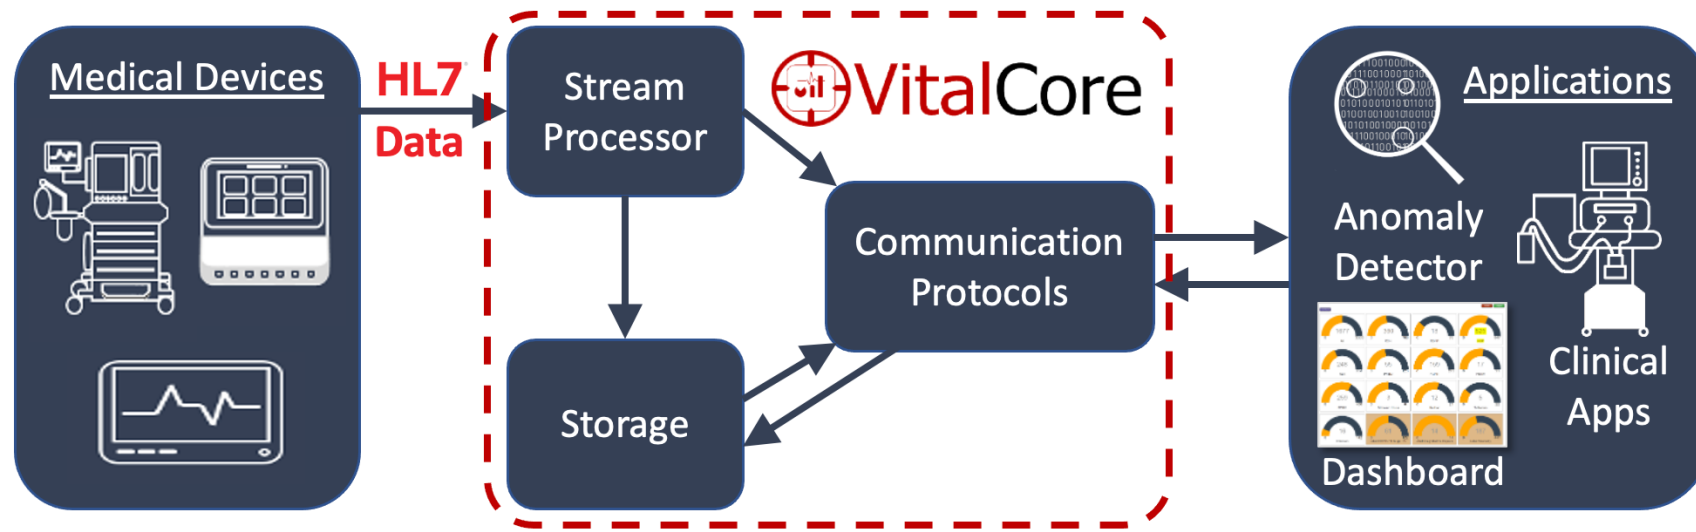 Medical Devices
HL7
Data
Stream
Processor
VitalCore
Communication
Protocols
Storage
Applications
Anomaly
Detector
Clinical
Apps
Dashboard